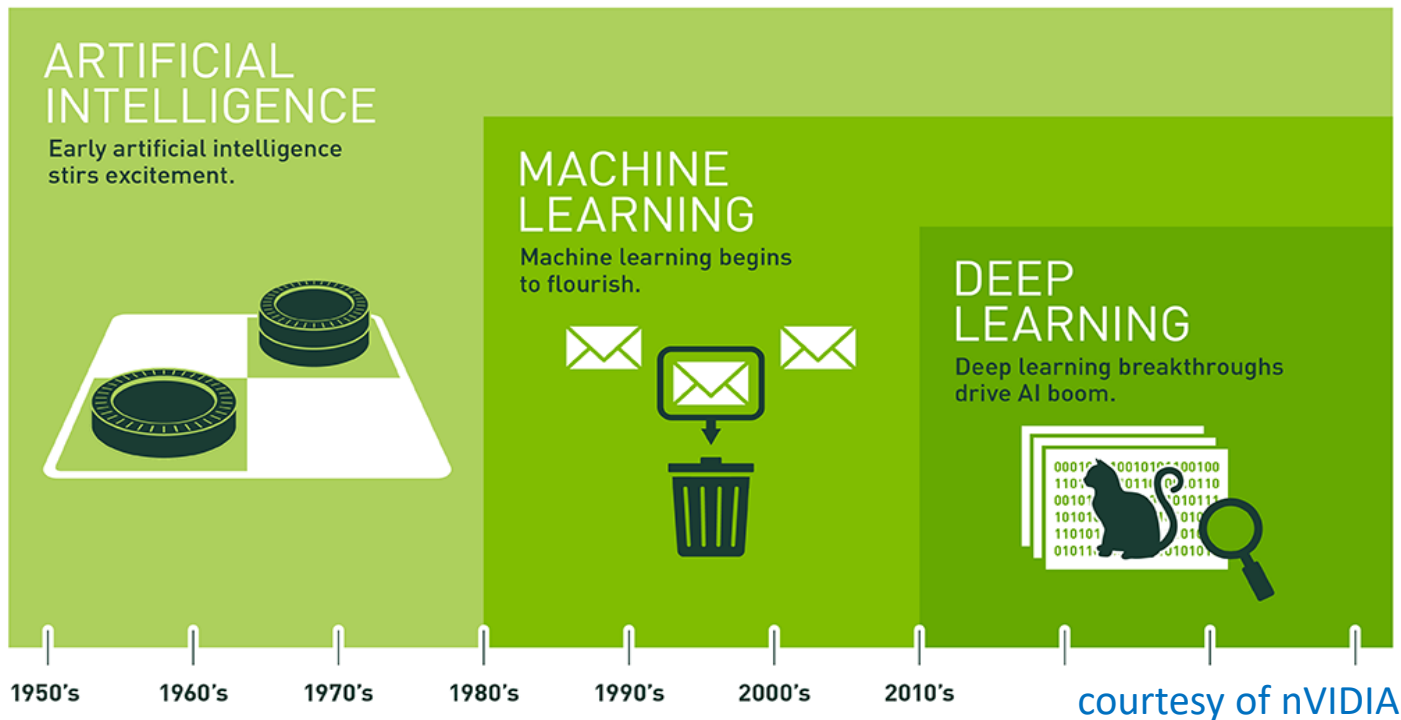 ARTIFICIAL
INTELLIGENCE
Early artificial intelligence
stirs excitement.
MACHINE
LEARNING
Machine learning begins
to flourish.
DEEP
LEARNING
Deep learning breakthroughs
drive AI boom.
1950's 1960's 1970's 1980's 1990's 2000's 2010's
courtesy of nVIDIA